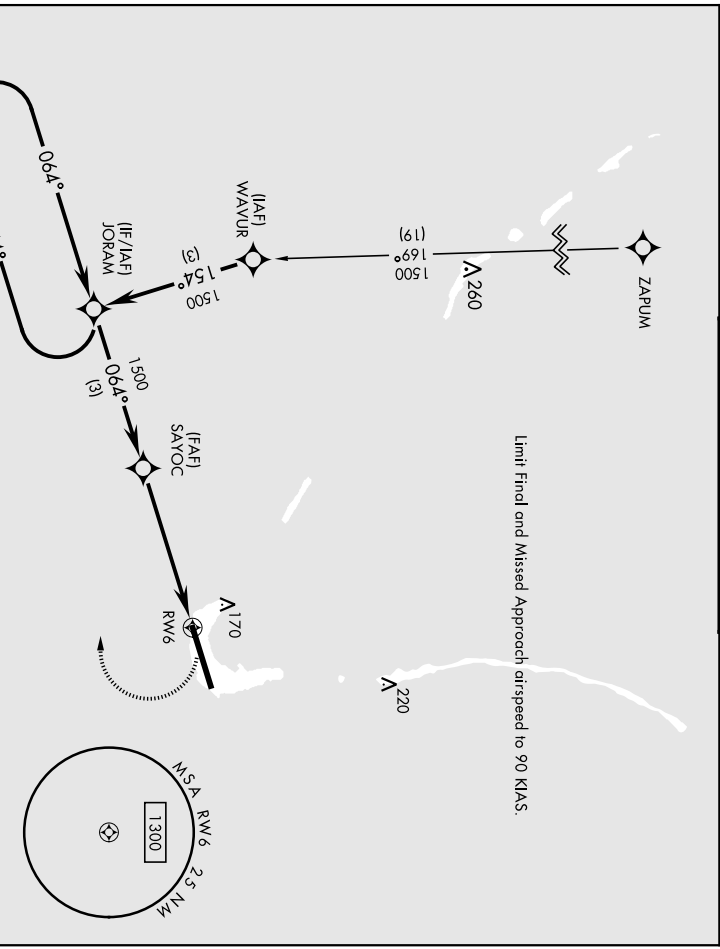 ZAPUM
260
1500
169°
(19)
(IAF)
WAVUR
1500
154°
(3)
(IF/IAF)
JORAM
064°
1500
064°
(3)
(FAF)
SAYOC
Limit Final and Missed Approach airspeed to 90 KIAS.
170
RW6
220
MSA RW6 25 NM
1300